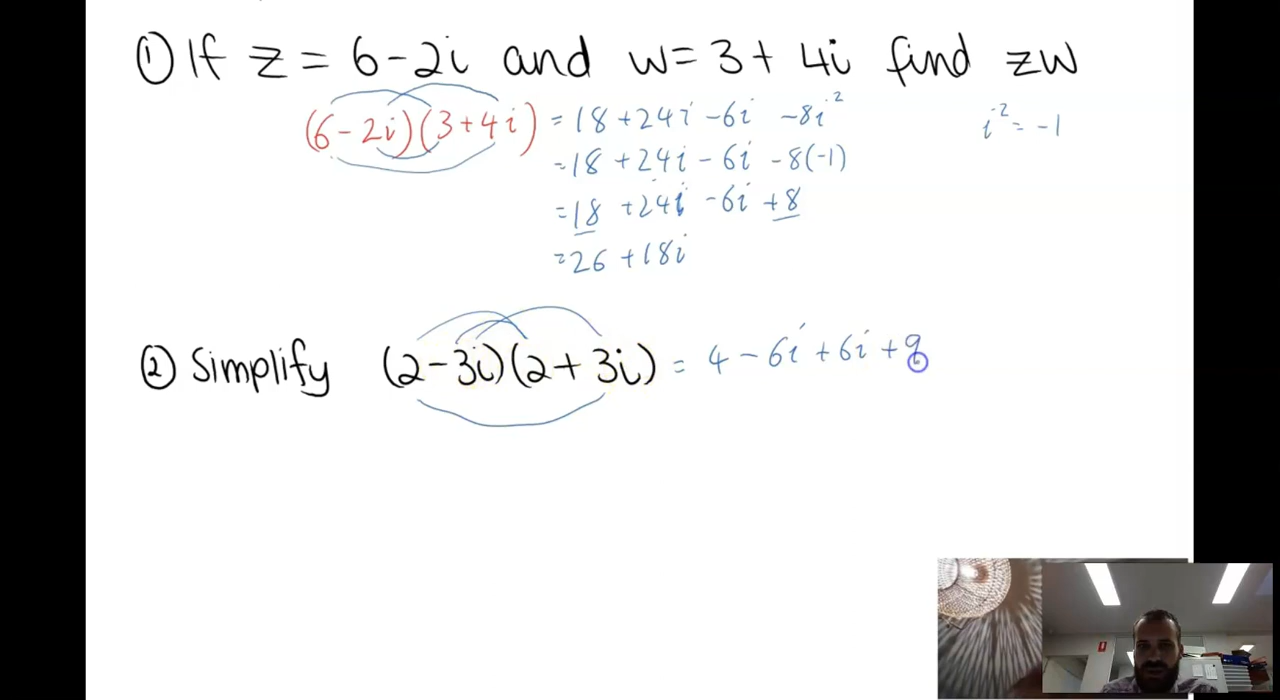 ① If z = 6-2i and w = 3 + 4i find zw
(6-2i)(3+4i) = 18 +24i -6i -8i² i² = -1
=18 +24i - 6i -8(-1)
=18 +24i -6i +8
=26 +18i
② Simplify (2-3i)(2+3i) = 4 - 6i + 6i + 9